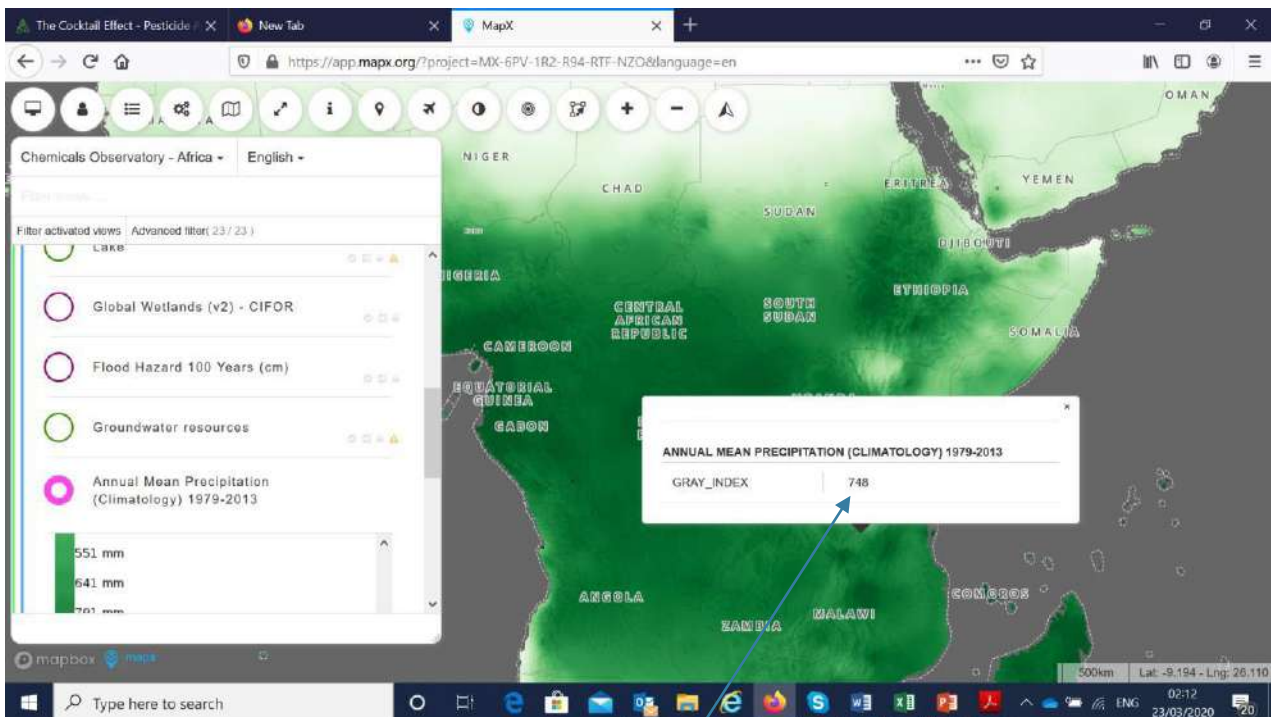 The Cocktail Effect - Pesticide
New Tab
MapX
https://app.mapx.org/?project=MX-6PV-1R2-R94-RTF-NZO&language=en
Chemicals Observatory - Africa
English
Filter activated views
Advanced filter( 23 / 23 )
Lake
Global Wetlands (v2) - CIFOR
Flood Hazard 100 Years (cm)
Groundwater resources
Annual Mean Precipitation
(Climatology) 1979-2013
551 mm
641 mm
791 mm
OMAN
NIGER
CHAD
ERITREA
YEMEN
SUDAN
DJIBOUTI
NIGERIA
ETHIOPIA
CENTRAL
AFRICAN
REPUBLIC
SOUTH
SUDAN
SOMALIA
CAMEROON
EQUATORIAL
GUINEA
GABON
ANNUAL MEAN PRECIPITATION (CLIMATOLOGY) 1979-2013
GRAY_INDEX
748
ANGOLA
COMOROS
MALAWI
ZAMBIA
mapbox
mapx
500km
Lat: -9.194 - Lng: 26.110
Type here to search
ENG
02:12
23/03/2020
20